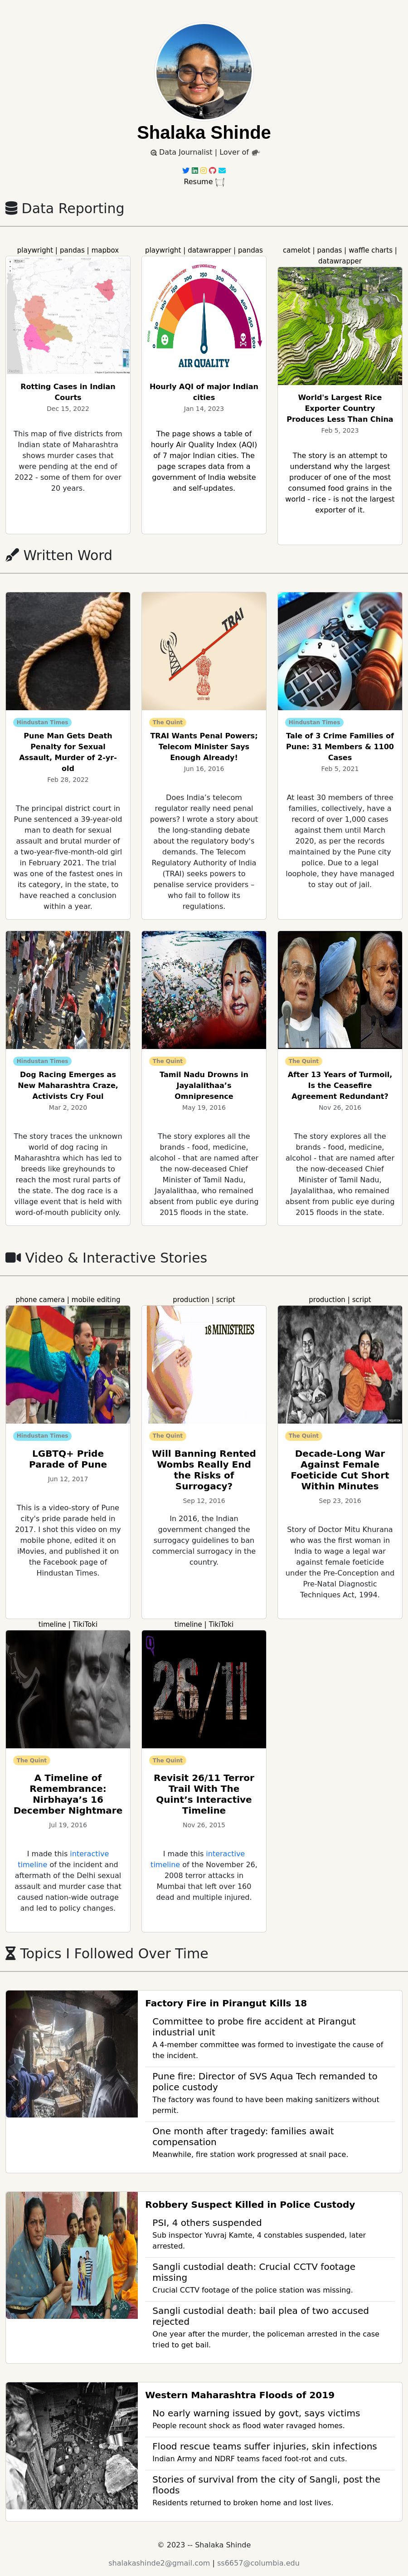 Shalaka Shinde
Data Journalist | Lover of
Resume
Data Reporting
playwright | pandas | mapbox
Rotting Cases in Indian
Courts
Dec 15, 2022
This map of five districts from
Indian state of Maharashtra
shows murder cases that
were pending at the end of
2022 - some of them for over
20 years.
playwright | datawrapper | pandas
AIR QUALITY
Hourly AQI of major Indian
cities
Jan 14, 2023
The page shows a table of
hourly Air Quality Index (AQI)
of 7 major Indian cities. The
page scrapes data from a
government of India website
and self-updates.
camelot | pandas | waffle charts |
datawrapper
World's Largest Rice
Exporter Country
Produces Less Than China
Feb 5, 2023
The story is an attempt to
understand why the largest
producer of one of the most
consumed food grains in the
world - rice - is not the largest
exporter of it.
Written Word
Hindustan Times
Pune Man Gets Death
Penalty for Sexual
Assault, Murder of 2-yr-
old
Feb 28, 2022
The principal district court in
Pune sentenced a 39-year-old
man to death for sexual
assault and brutal murder of
a two-year-five-month-old girl
in February 2021. The trial
was one of the fastest ones in
its category, in the state, to
have reached a conclusion
within a year.
TRAI
The Quint
TRAI Wants Penal Powers;
Telecom Minister Says
Enough Already!
Jun 16, 2016
Does India’s telecom
regulator really need penal
powers? I wrote a story about
the long-standing debate
about the regulatory body's
demands. The Telecom
Regulatory Authority of India
(TRAI) seeks powers to
penalise service providers –
who fail to follow its
regulations.
Hindustan Times
Tale of 3 Crime Families of
Pune: 31 Members & 1100
Cases
Feb 5, 2021
At least 30 members of three
families, collectively, have a
record of over 1,000 cases
against them until March
2020, as per the records
maintained by the Pune city
police. Due to a legal
loophole, they have managed
to stay out of jail.
Hindustan Times
Dog Racing Emerges as
New Maharashtra Craze,
Activists Cry Foul
Mar 2, 2020
The story traces the unknown
world of dog racing in
Maharashtra which has led to
breeds like greyhounds to
reach the most rural parts of
the state. The dog race is a
village event that is held with
word-of-mouth publicity only.
The Quint
Tamil Nadu Drowns in
Jayalalithaa’s
Omnipresence
May 19, 2016
The story explores all the
brands - food, medicine,
alcohol - that are named after
the now-deceased Chief
Minister of Tamil Nadu,
Jayalalithaa, who remained
absent from public eye during
2015 floods in the state.
The Quint
After 13 Years of Turmoil,
Is the Ceasefire
Agreement Redundant?
Nov 26, 2016
The story explores all the
brands - food, medicine,
alcohol - that are named after
the now-deceased Chief
Minister of Tamil Nadu,
Jayalalithaa, who remained
absent from public eye during
2015 floods in the state.
Video & Interactive Stories
phone camera | mobile editing
Hindustan Times
LGBTQ+ Pride
Parade of Pune
Jun 12, 2017
This is a video-story of Pune
city's pride parade held in
2017. I shot this video on my
mobile phone, edited it on
iMovies, and published it on
the Facebook page of
Hindustan Times.
production | script
18 MINISTRIES
The Quint
Will Banning Rented
Wombs Really End
the Risks of
Surrogacy?
Sep 12, 2016
In 2016, the Indian
government changed the
surrogacy guidelines to ban
commercial surrogacy in the
country.
production | script
The Quint
Decade-Long War
Against Female
Foeticide Cut Short
Within Minutes
Sep 23, 2016
Story of Doctor Mitu Khurana
who was the first woman in
India to wage a legal war
against female foeticide
under the Pre-Conception and
Pre-Natal Diagnostic
Techniques Act, 1994.
timeline | TikiToki
The Quint
A Timeline of
Remembrance:
Nirbhaya’s 16
December Nightmare
Jul 19, 2016
I made this interactive
timeline of the incident and
aftermath of the Delhi sexual
assault and murder case that
caused nation-wide outrage
and led to policy changes.
timeline | TikiToki
26/11
The Quint
Revisit 26/11 Terror
Trail With The
Quint’s Interactive
Timeline
Nov 26, 2015
I made this interactive
timeline of the November 26,
2008 terror attacks in
Mumbai that left over 160
dead and multiple injured.
Topics I Followed Over Time
Factory Fire in Pirangut Kills 18
Committee to probe fire accident at Pirangut
industrial unit
A 4-member committee was formed to investigate the cause of
the incident.
Pune fire: Director of SVS Aqua Tech remanded to
police custody
The factory was found to have been making sanitizers without
permit.
One month after tragedy: families await
compensation
Meanwhile, fire station work progressed at snail pace.
Robbery Suspect Killed in Police Custody
PSI, 4 others suspended
Sub inspector Yuvraj Kamte, 4 constables suspended, later
arrested.
Sangli custodial death: Crucial CCTV footage
missing
Crucial CCTV footage of the police station was missing.
Sangli custodial death: bail plea of two accused
rejected
One year after the murder, the policeman arrested in the case
tried to get bail.
Western Maharashtra Floods of 2019
No early warning issued by govt, says victims
People recount shock as flood water ravaged homes.
Flood rescue teams suffer injuries, skin infections
Indian Army and NDRF teams faced foot-rot and cuts.
Stories of survival from the city of Sangli, post the
floods
Residents returned to broken home and lost lives.
© 2023 -- Shalaka Shinde
shalakashinde2@gmail.com | ss6657@columbia.edu